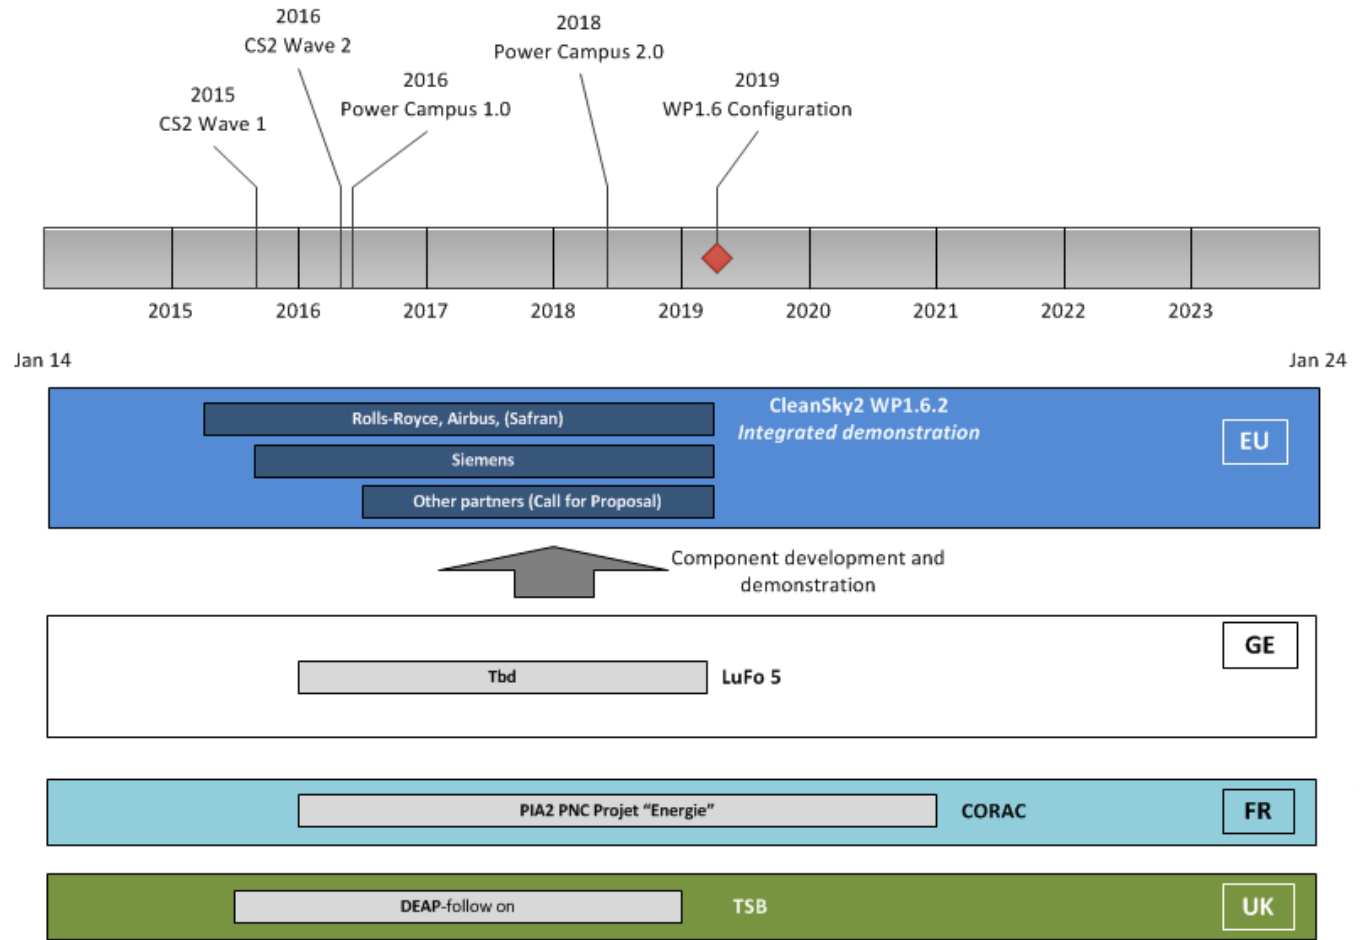 2016
CS2 Wave 2
2018
Power Campus 2.0
2015
CS2 Wave 1
2016
Power Campus 1.0
2019
WP1.6 Configuration
2015
2016
2017
2018
2019
2020
2021
2022
2023
Jan 14
Jan 24
Rolls-Royce, Airbus, (Safran)
Siemens
Other partners (Call for Proposal)
CleanSky2 WP1.6.2
Integrated demonstration
EU
Component development and
demonstration
GE
Tbd
LuFo 5
PIA2 PNC Projet “Energie”
CORAC
FR
DEAP-follow on
TSB
UK